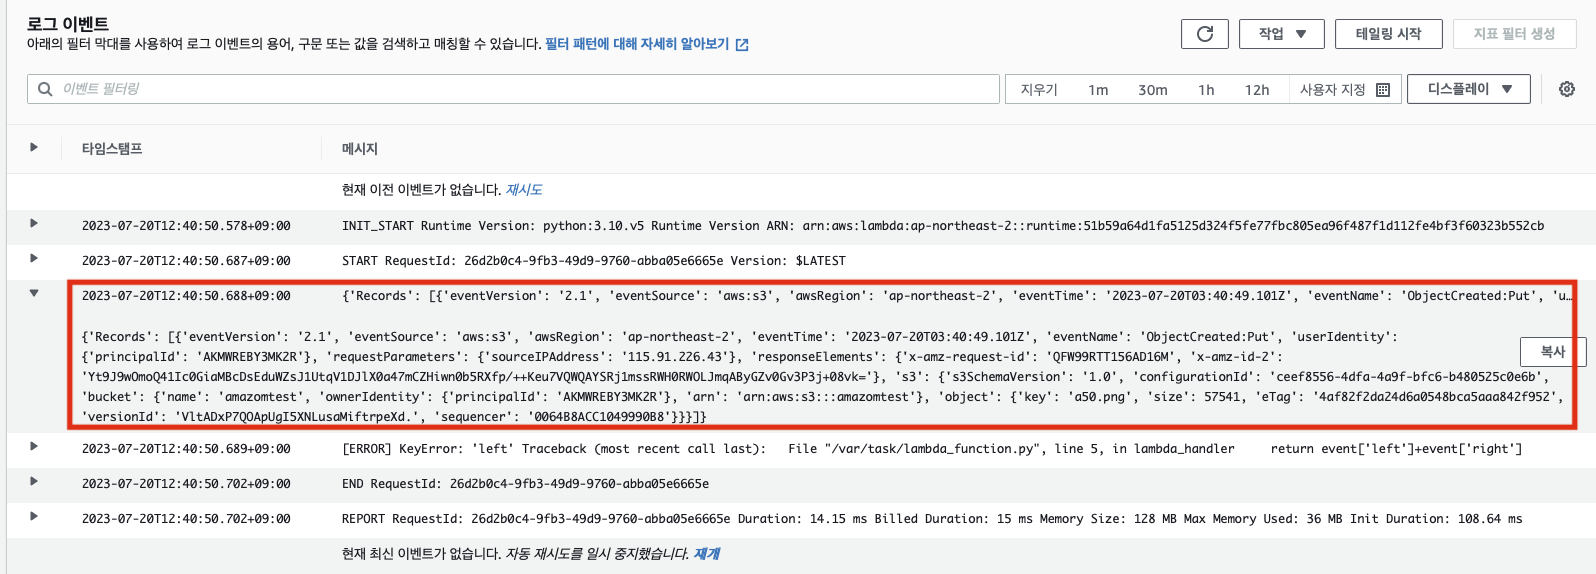 로그 이벤트
아래의 필터 막대를 사용하여 로그 이벤트의 용어, 구문 또는 값을 검색하고 매칭할 수 있습니다. 필터 패턴에 대해 자세히 알아보기
작업 ▼ 테일링 시작 지표 필터 생성
이벤트 필터링 지우기 1m 30m 1h 12h 사용자 지정 디스플레이 ▼
타임스탬프 메시지
현재 이전 이벤트가 없습니다. 재시도
2023-07-20T12:40:50.578+09:00 INIT_START Runtime Version: python:3.10.v5 Runtime Version ARN: arn:aws:lambda:ap-northeast-2::runtime:51b59a64d1fa5125d324f5fe77fbc805ea96f487f1d112fe4bf3f60323b552cb
2023-07-20T12:40:50.687+09:00 START RequestId: 26d2b0c4-9fb3-49d9-9760-abba05e6665e Version: $LATEST
2023-07-20T12:40:50.688+09:00 {'Records': [{'eventVersion': '2.1', 'eventSource': 'aws:s3', 'awsRegion': 'ap-northeast-2', 'eventTime': '2023-07-20T03:40:49.101Z', 'eventName': 'ObjectCreated:Put', 'u…
{'Records': [{'eventVersion': '2.1', 'eventSource': 'aws:s3', 'awsRegion': 'ap-northeast-2', 'eventTime': '2023-07-20T03:40:49.101Z', 'eventName': 'ObjectCreated:Put', 'userIdentity':
{'principalId': 'AKMWREBY3MK2R'}, 'requestParameters': {'sourceIPAddress': '115.91.226.43'}, 'responseElements': {'x-amz-request-id': 'QFW99RTT156AD16M', 'x-amz-id-2':
복사
'Yt9J9wOmoQ41Ic0GiaMBcDsEduWZsJ1UtqV1DJlX0a47mCZHiwn0b5RXfp/++Keu7VQWQAYSRj1mssRWH0RWOLJmqAByGZv0Gv3P3j+08vk='}, 's3': {'s3SchemaVersion': '1.0', 'configurationId': 'ceef8556-4dfa-4a9f-bfc6-b480525c0e6b',
'bucket': {'name': 'amazomtest', 'ownerIdentity': {'principalId': 'AKMWREBY3MK2R'}, 'arn': 'arn:aws:s3:::amazomtest'}, 'object': {'key': 'a50.png', 'size': 57541, 'eTag': '4af82f2da24d6a0548bca5aaa842f952',
'versionId': 'VltADxP7QOApUgI5XNLusaMiftrpeXd.', 'sequencer': '0064B8ACC1049990B8'}}}]}
2023-07-20T12:40:50.689+09:00 [ERROR] KeyError: 'left' Traceback (most recent call last): File "/var/task/lambda_function.py", line 5, in lambda_handler return event['left']+event['right']
2023-07-20T12:40:50.702+09:00 END RequestId: 26d2b0c4-9fb3-49d9-9760-abba05e6665e
2023-07-20T12:40:50.702+09:00 REPORT RequestId: 26d2b0c4-9fb3-49d9-9760-abba05e6665e Duration: 14.15 ms Billed Duration: 15 ms Memory Size: 128 MB Max Memory Used: 36 MB Init Duration: 108.64 ms
현재 최신 이벤트가 없습니다. 자동 재시도를 일시 중지했습니다. 재개